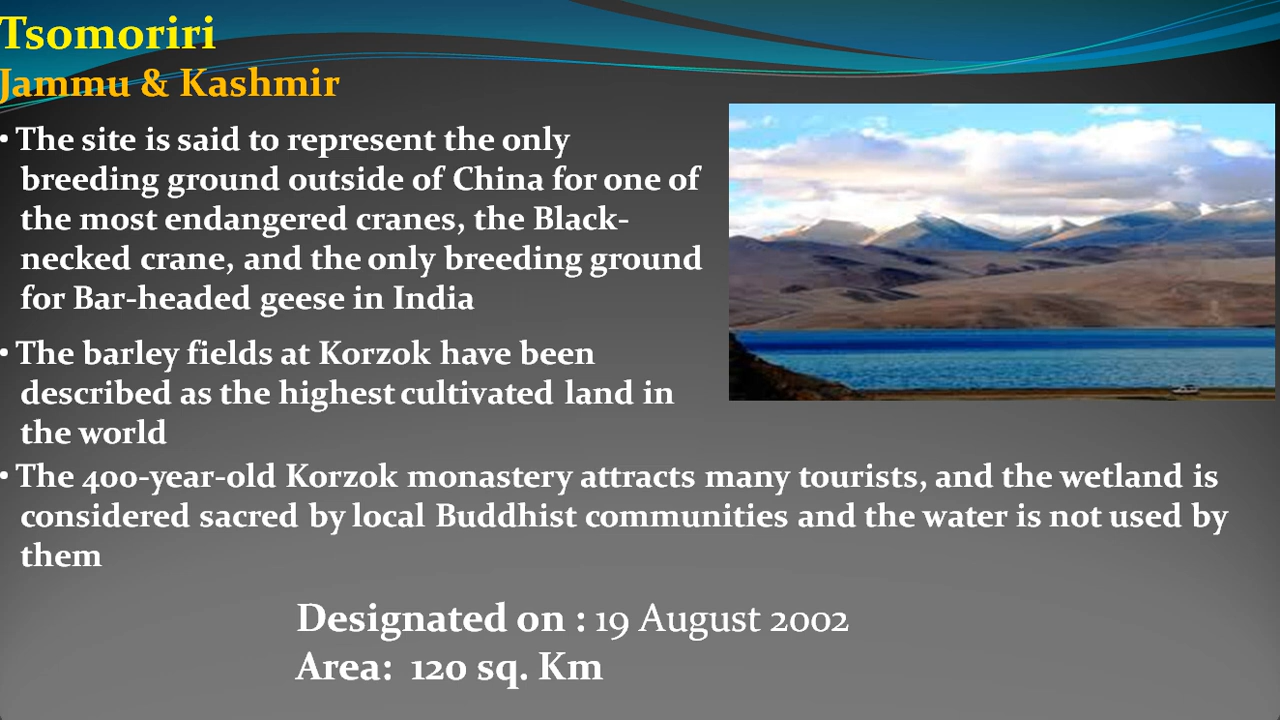 Tsomoriri
Jammu & Kashmir
• The site is said to represent the only
breeding ground outside of China for one of
the most endangered cranes, the Black-
necked crane, and the only breeding ground
for Bar-headed geese in India
• The barley fields at Korzok have been
described as the highest cultivated land in
the world
• The 400-year-old Korzok monastery attracts many tourists, and the wetland is
considered sacred by local Buddhist communities and the water is not used by
them
Designated on : 19 August 2002
Area: 120 sq. Km